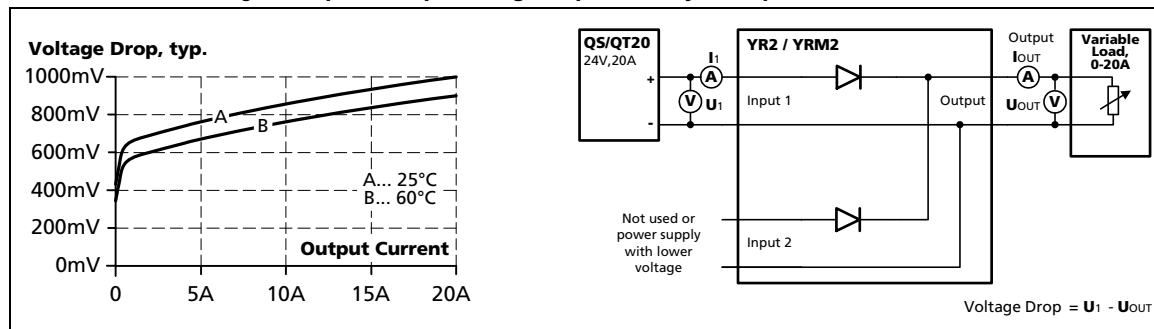 Voltage Drop, typ.
1000mV
800mV
600mV
400mV
200mV
0mV
A
B
A... 25°C
B... 60°C
Output Current
0
5A
10A
15A
20A
QS/QT20
24V,20A
+
-
I1
A
V U1
YR2 / YRM2
Input 1
Output
Input 2
Not used or
power supply
with lower
voltage
Output
IOUT
A
UOUT V
Variable
Load,
0-20A
Voltage Drop = U1 - UOUT